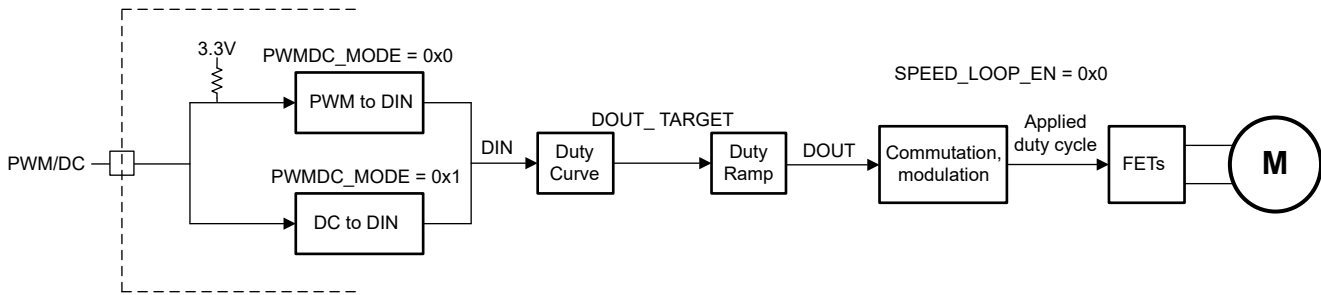 3.3V
PWMDC_MODE = 0x0
PWM to DIN
PWM/DC
PWMDC_MODE = 0x1
DC to DIN
DIN
Duty
Curve
DOUT_ TARGET
Duty
Ramp
DOUT
SPEED_LOOP_EN = 0x0
Commutation,
modulation
Applied
duty cycle
FETs
M